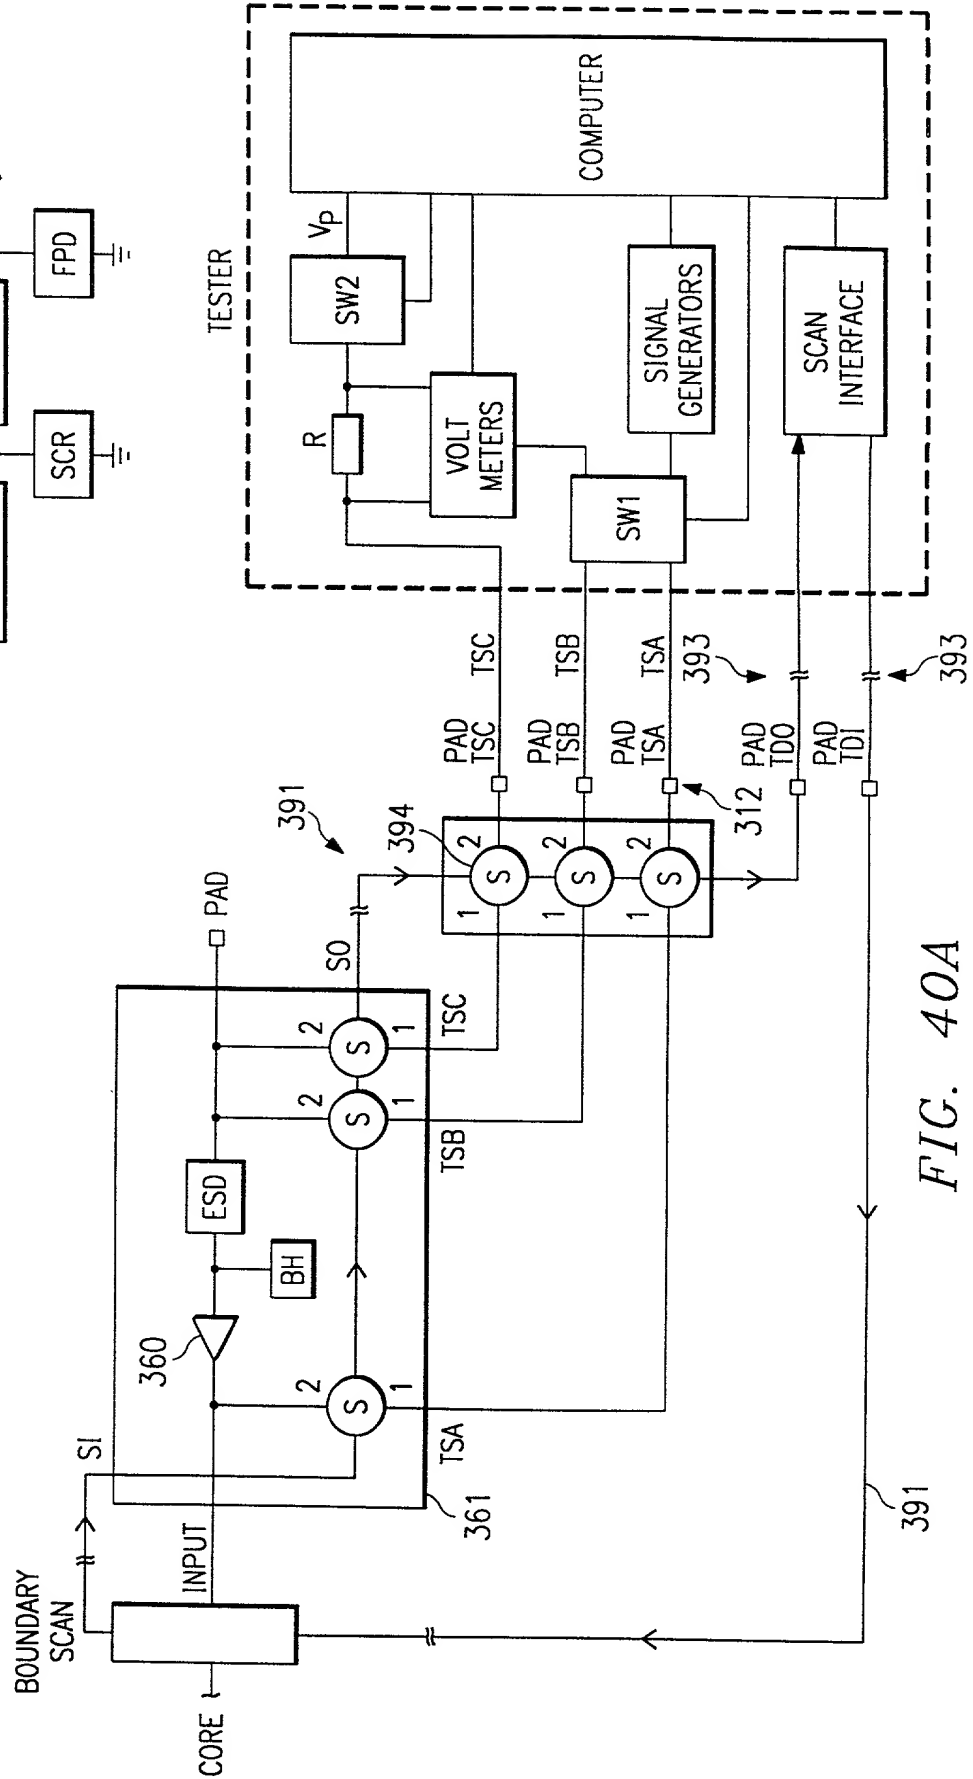 FPD
SCR
TESTER
COMPUTER
VP
SW2
R
VOLT
METERS
SIGNAL
GENERATORS
SW1
SCAN
INTERFACE
TSC
TSB
TSA
393
393
PAD
TSC
PAD
TSB
PAD
TSA
PAD
TDO
PAD
TDI
312
391
394
2
S
1
2
S
1
2
S
1
PAD
SO
2
S
1
TSC
2
S
1
TSB
ESD
BH
360
2
S
1
TSA
SI
361
INPUT
BOUNDARY
SCAN
CORE
391
FIG. 40A